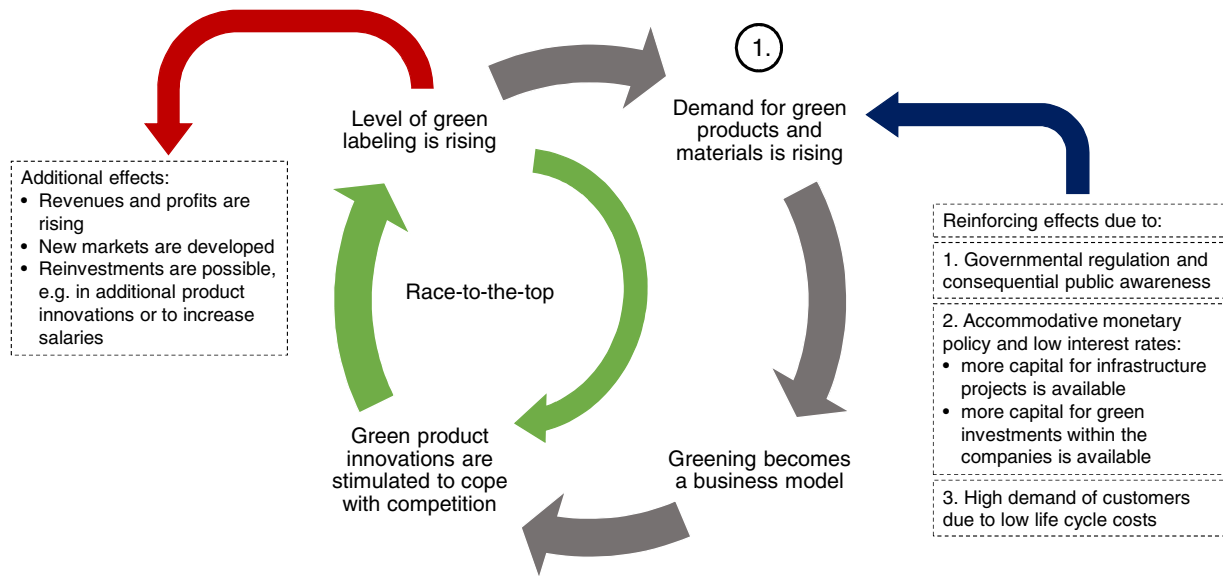 1.
Level of green
labeling is rising
Demand for green
products and
materials is rising
Additional effects:
• Revenues and profits are
rising
• New markets are developed
• Reinvestments are possible,
e.g. in additional product
innovations or to increase
salaries
Race-to-the-top
Reinforcing effects due to:
1. Governmental regulation and
consequential public awareness
2. Accommodative monetary
policy and low interest rates:
• more capital for infrastructure
projects is available
• more capital for green
investments within the
companies is available
3. High demand of customers
due to low life cycle costs
Green product
innovations are
stimulated to cope
with competition
Greening becomes
a business model